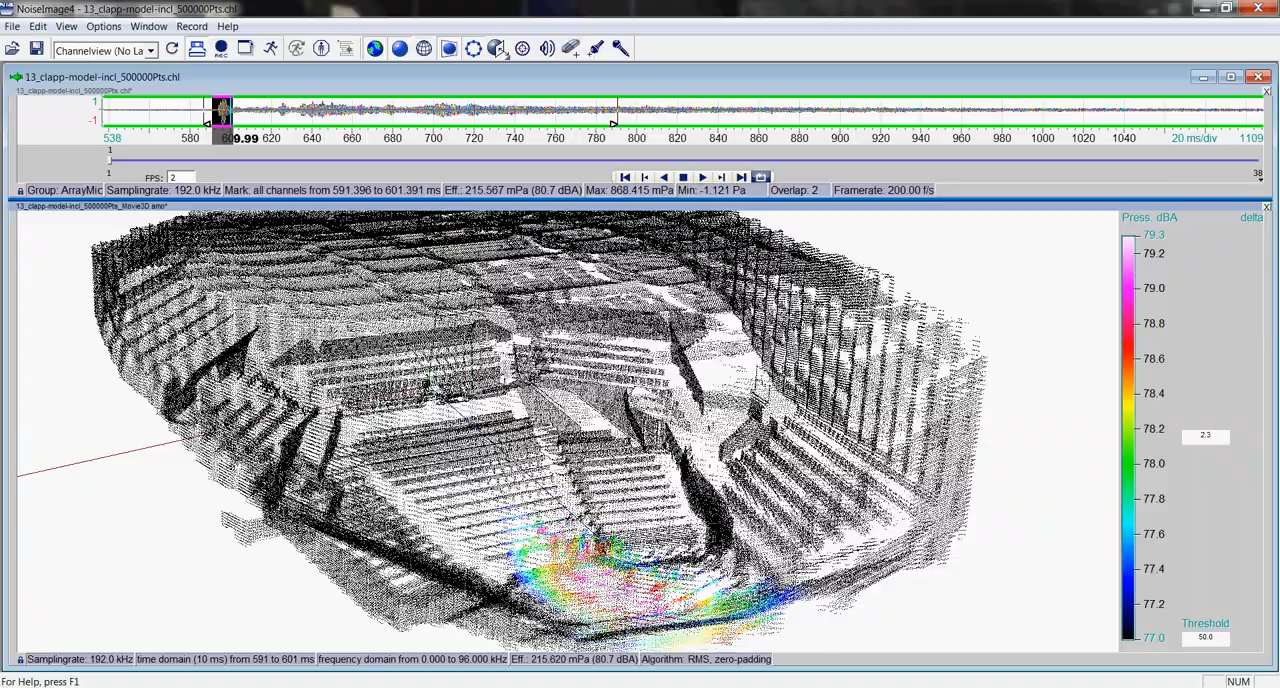 NoiseImage4 - 13_clapp-model-incl_500000Pts.chl
File Edit View Options Window Record Help
Channelview (No La
REC
13_clapp-model-incl_500000Pts.chl
13_clapp-model-incl_500000Pts.chl*
1
-1
538 580 609.99 620 640 660 680 700 720 740 760 780 800 820 840 860 880 900 920 940 960 980 1000 1020 1040 20 ms/div 1109
1
1 FPS: 2 38
Group: ArrayMic Samplingrate: 192.0 kHz Mark: all channels from 591.396 to 601.391 ms Eff.: 215.567 mPa (80.7 dBA) Max: 868.415 mPa Min: -1.121 Pa Overlap: 2 Framerate: 200.00 f/s
13_clapp-model-incl_500000Pts_Movie3D.amo*
Press. dBA delta
79.3
79.2
79.0
78.8
78.6
78.4
78.2
2.3
78.0
77.8
77.6
77.4
77.2
Threshold
77.0 50.0
Samplingrate: 192.0 kHz time domain (10 ms) from 591 to 601 ms frequency domain from 0.000 to 96.000 kHz Eff.: 215.620 mPa (80.7 dBA) Algorithm: RMS, zero-padding
For Help, press F1 NUM